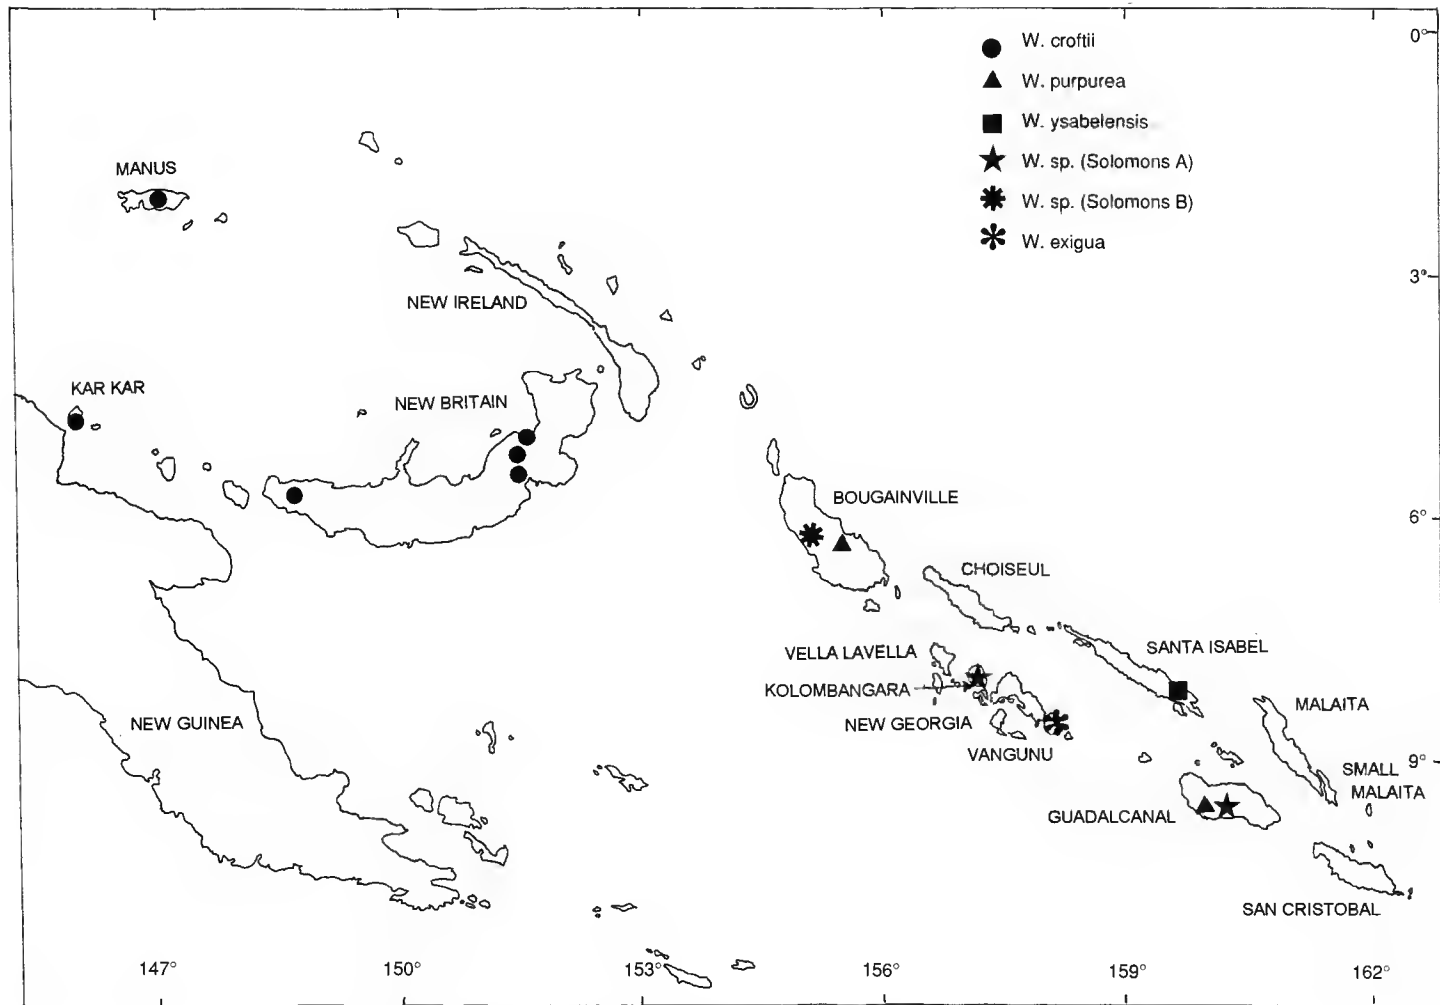 0°
W. croftii
W. purpurea
W. ysabelensis
W. sp. (Solomons A)
W. sp. (Solomons B)
W. exigua
MANUS
3°
NEW IRELAND
KAR KAR
NEW BRITAIN
BOUGAINVILLE
6°
CHOISEUL
VELLA LAVELLA
SANTA ISABEL
KOLOMBANGARA
MALAITA
NEW GUINEA
NEW GEORGIA
VANGUNU
9°
SMALL
MALAITA
GUADALCANAL
SAN CRISTOBAL
147°
150°
153°
156°
159°
162°